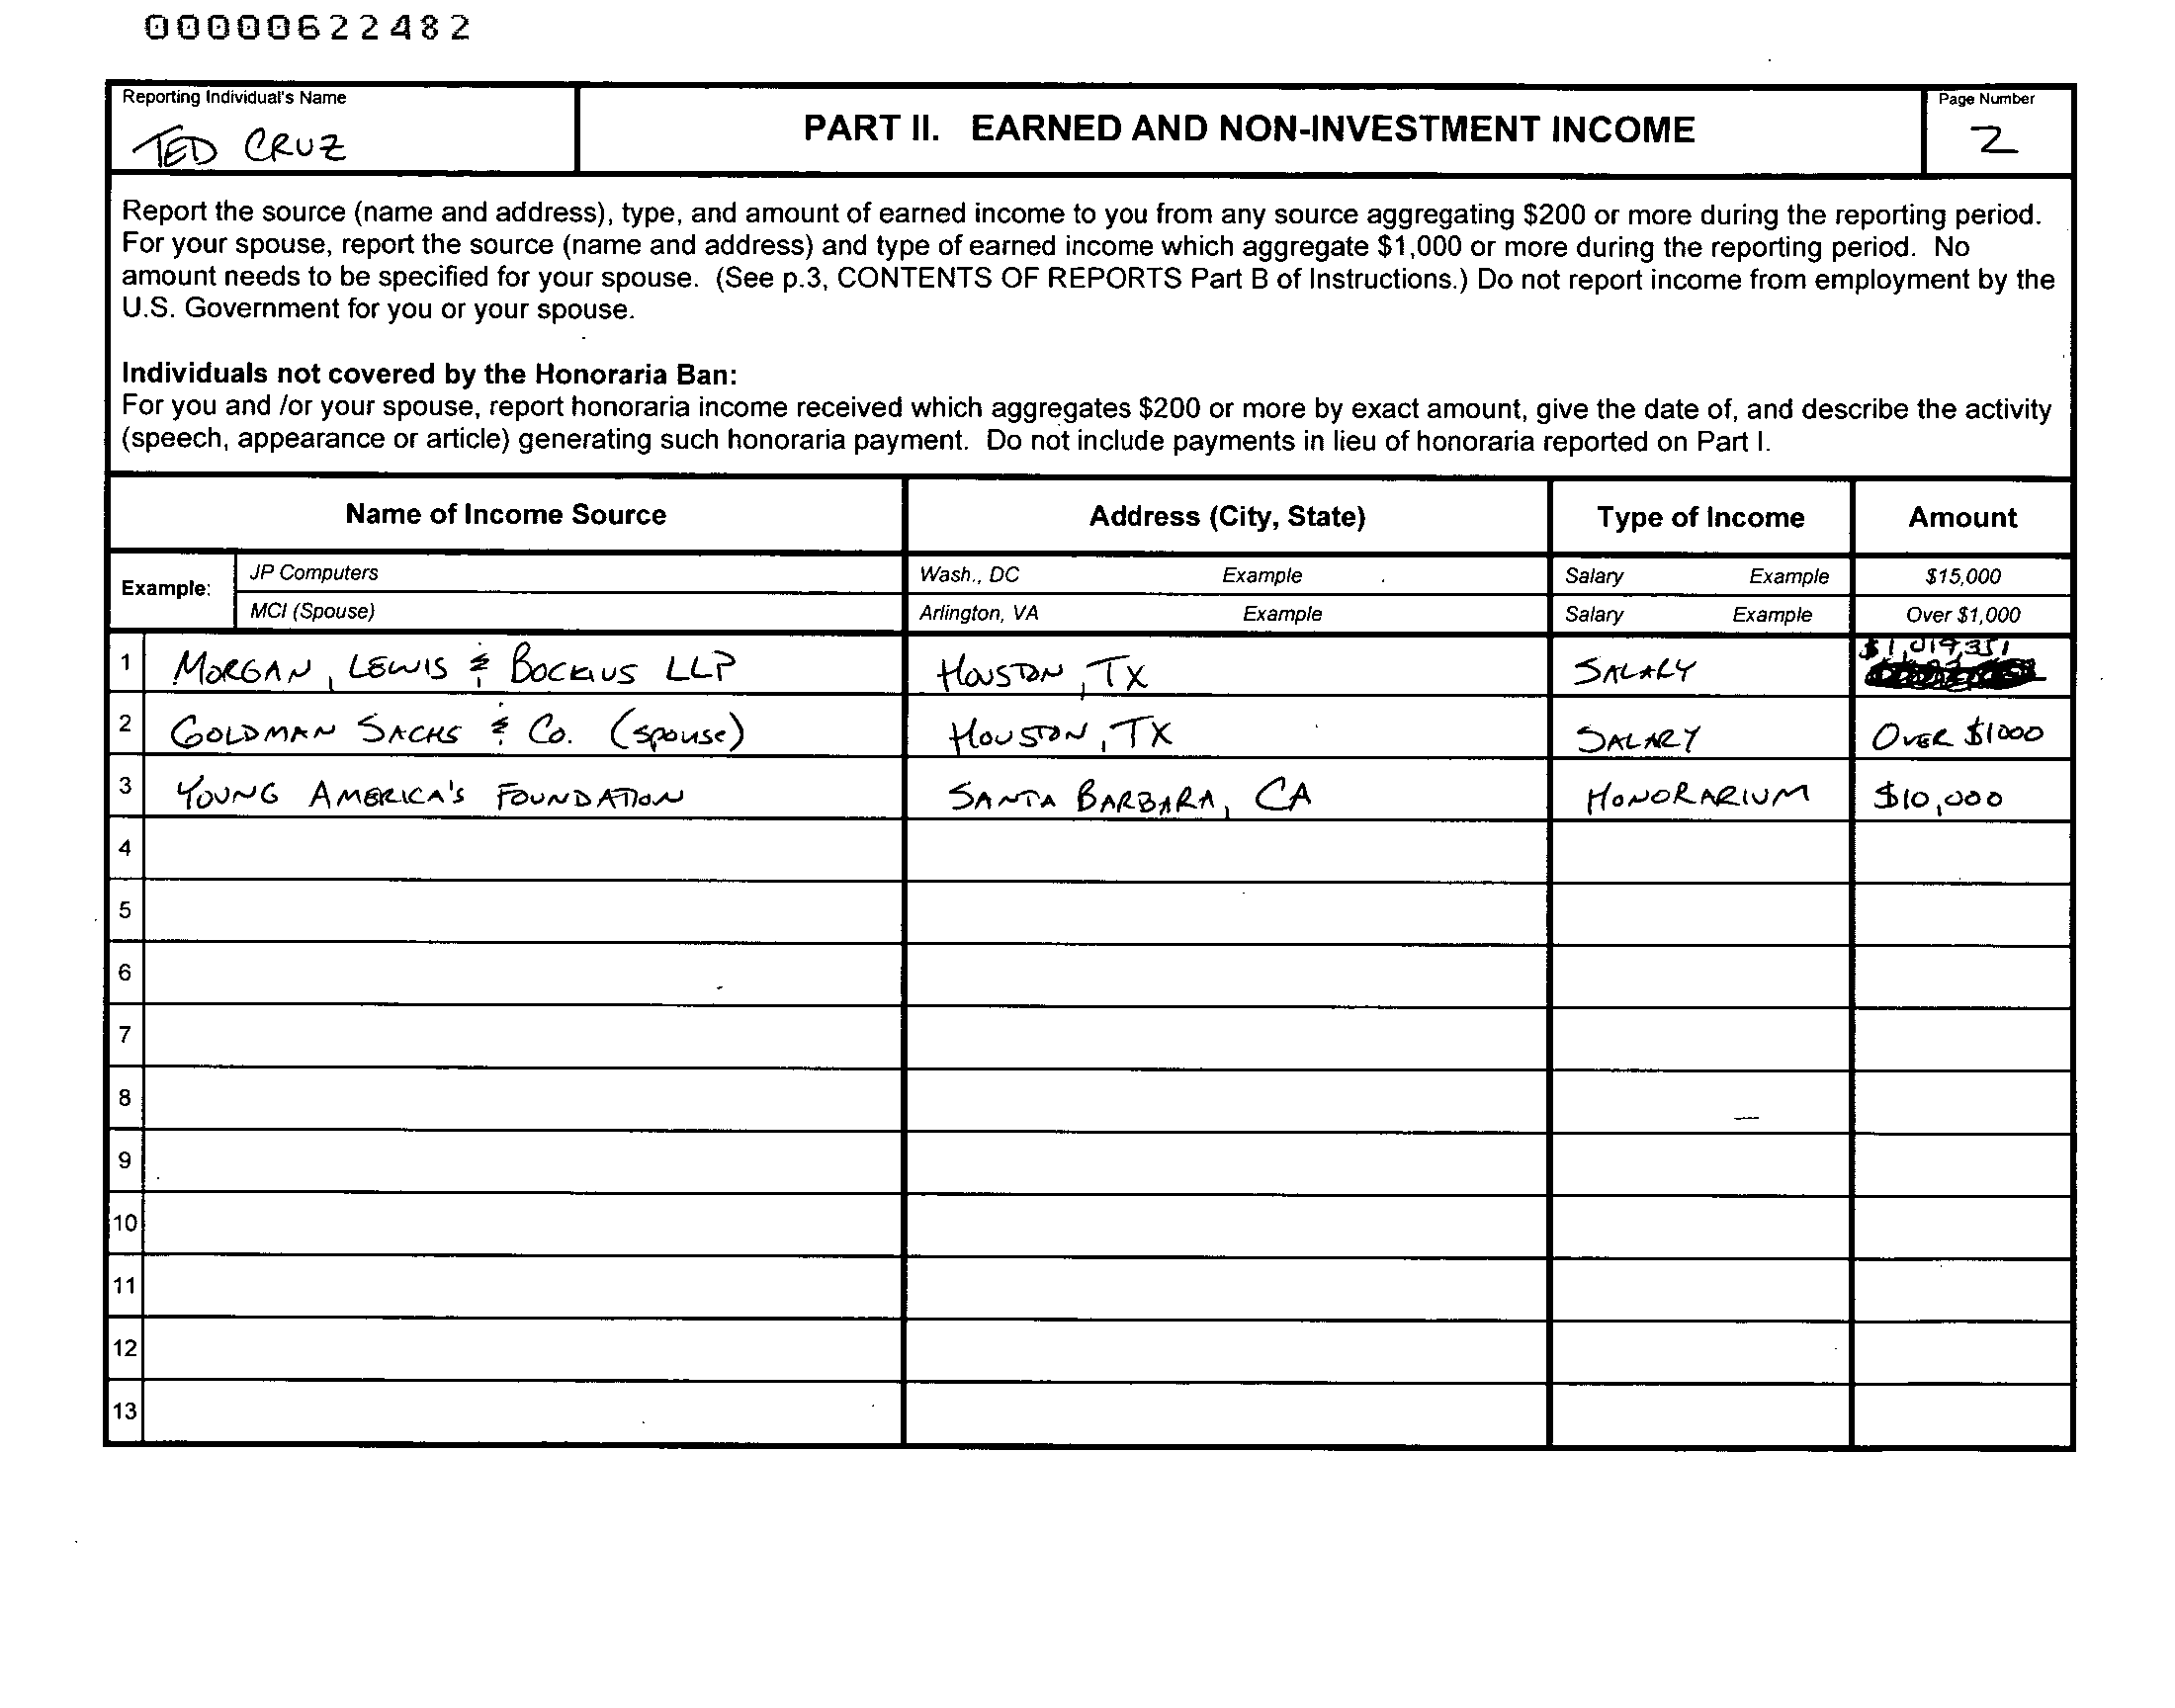 00000622482
Reporting Individual's Name
TED CRUZ
PART II. EARNED AND NON-INVESTMENT INCOME
Page Number
2
Report the source (name and address), type, and amount of earned income to you from any source aggregating $200 or more during the reporting period.
For your spouse, report the source (name and address) and type of earned income which aggregate $1,000 or more during the reporting period. No
amount needs to be specified for your spouse. (See p.3, CONTENTS OF REPORTS Part B of Instructions.) Do not report income from employment by the
U.S. Government for you or your spouse.
Individuals not covered by the Honoraria Ban:
For you and /or your spouse, report honoraria income received which aggregates $200 or more by exact amount, give the date of, and describe the activity
(speech, appearance or article) generating such honoraria payment. Do not include payments in lieu of honoraria reported on Part I.
Name of Income Source Address (City, State) Type of Income Amount
Example: JP Computers Wash., DC Example Salary Example $15,000
MCI (Spouse) Arlington, VA Example Salary Example Over $1,000
1 MORGAN, LEWIS & BOCKIUS LLP HOUSTON, TX SALARY $1,019,351
2 GOLDMAN SACHS & Co. (spouse) HOUSTON, TX SALARY OVER $1000
3 YOUNG AMERICA'S FOUNDATION SANTA BARBARA, CA HONORARIUM $10,000
4
5
6
7
8
9
10
11
12
13